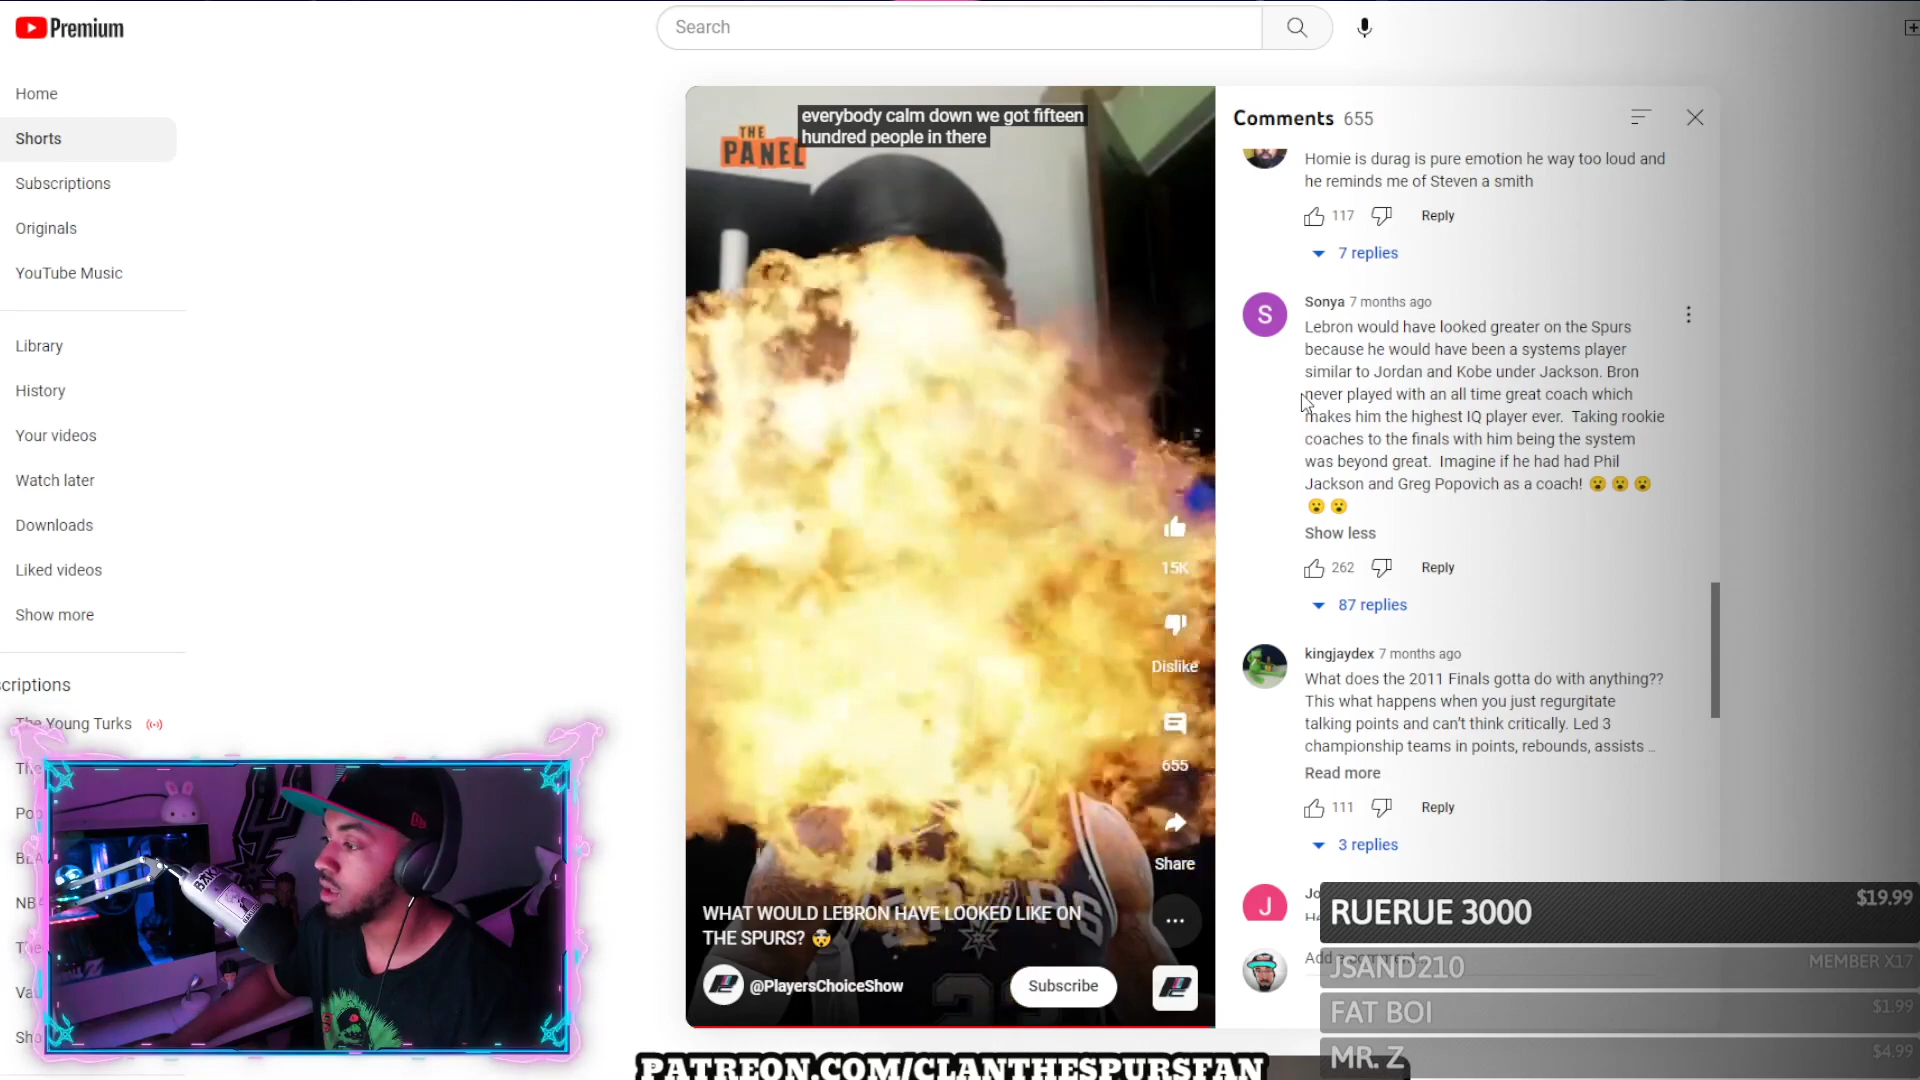 Premium
Search
Home
Shorts
Subscriptions
Originals
YouTube Music
Library
History
Your videos
Watch later
Downloads
Liked videos
Show more
criptions
The Young Turks
The
Pop
NB
Sho
everybody calm down we got fifteen
hundred people in there
THE
PANEL
15K
Dislike
655
Share
WHAT WOULD LEBRON HAVE LOOKED LIKE ON
THE SPURS? 🤯
@PlayersChoiceShow
Subscribe
Comments 655
Homie is durag is pure emotion he way too loud and
he reminds me of Steven a smith
117 Reply
7 replies
S
Sonya 7 months ago
Lebron would have looked greater on the Spurs
because he would have been a systems player
similar to Jordan and Kobe under Jackson. Bron
never played with an all time great coach which
makes him the highest IQ player ever. Taking rookie
coaches to the finals with him being the system
was beyond great. Imagine if he had had Phil
Jackson and Greg Popovich as a coach! 😮 😮 😮
😮 😮
Show less
262 Reply
87 replies
kingjaydex 7 months ago
What does the 2011 Finals gotta do with anything??
This what happens when you just regurgitate
talking points and can't think critically. Led 3
championship teams in points, rebounds, assists ...
Read more
111 Reply
3 replies
J
Jo
Add a comment...
RUERUE 3000 $19.99
JSAND210 MEMBER X17
FAT BOI $1.99
MR. Z $4.99
PATREON.COM/CLANTHESPURSFAN